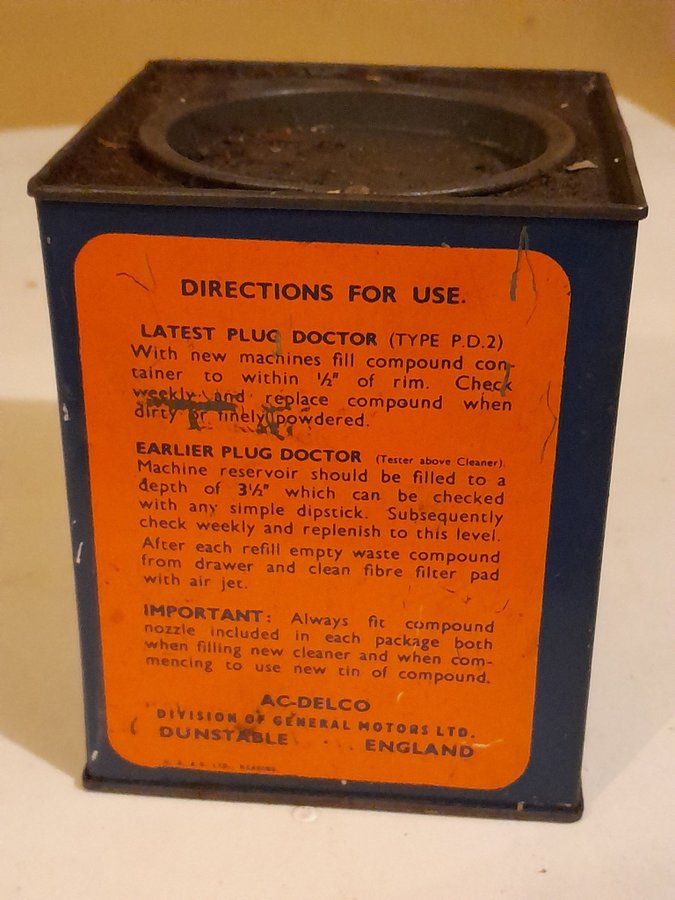 DIRECTIONS FOR USE.
LATEST PLUG DOCTOR (TYPE P.D.2)
With new machines fill compound con-
tainer to within ½" of rim. Check
weekly and replace compound when
dirty or finely powdered.
EARLIER PLUG DOCTOR (Tester above Cleaner).
Machine reservoir should be filled to a
depth of 3½" which can be checked
with any simple dipstick. Subsequently
check weekly and replenish to this level.
After each refill empty waste compound
from drawer and clean fibre filter pad
with air jet.
IMPORTANT: Always fit compound
nozzle included in each package both
when filling new cleaner and when com-
mencing to use new tin of compound.
AC-DELCO
DIVISION OF GENERAL MOTORS LTD.
DUNSTABLE ENGLAND
LTD., READING